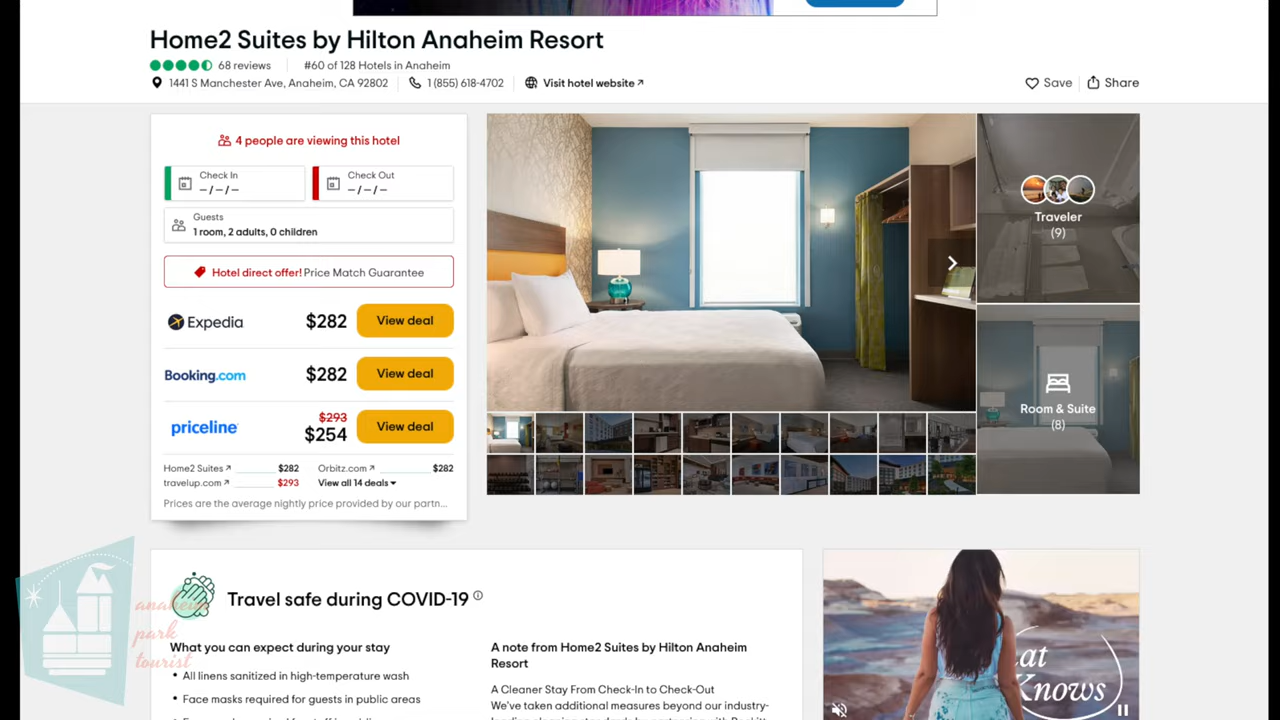 Home2 Suites by Hilton Anaheim Resort
68 reviews #60 of 128 Hotels in Anaheim
1441 S Manchester Ave, Anaheim, CA 92802 1 (855) 618-4702 Visit hotel website
Save Share
4 people are viewing this hotel
Check In
– / – / –
Check Out
– / – / –
Guests
1 room, 2 adults, 0 children
Hotel direct offer! Price Match Guarantee
Expedia $282 View deal
Booking.com $282 View deal
$293
priceline $254 View deal
Home2 Suites $282 Orbitz.com $282
travelup.com $293 View all 14 deals
Prices are the average nightly price provided by our partn...
Traveler
(9)
Room & Suite
(8)
Travel safe during COVID-19
What you can expect during your stay
• All linens sanitized in high-temperature wash
• Face masks required for guests in public areas
A note from Home2 Suites by Hilton Anaheim
Resort
A Cleaner Stay From Check-In to Check-Out
We've taken additional measures beyond our industry-
anaheim
park
tourist
at
Knows